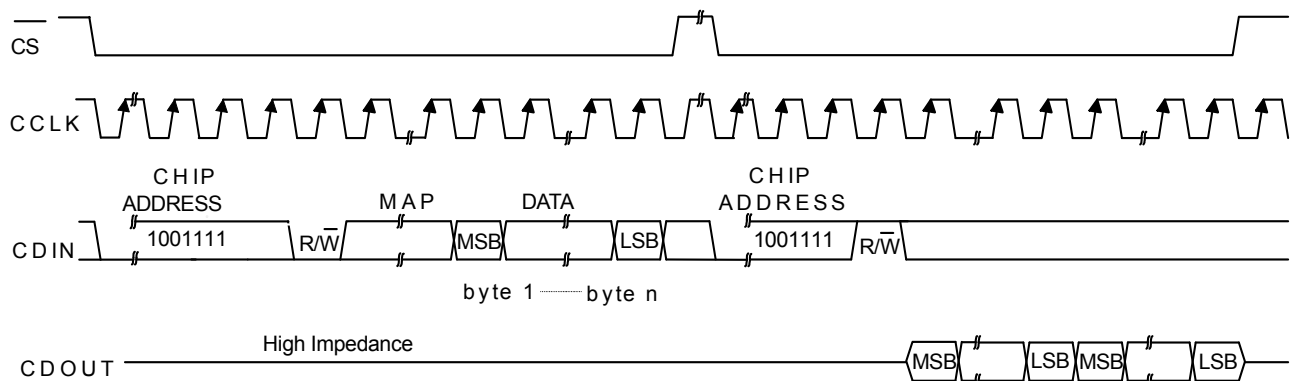 CS
CCLK
CHIP
ADDRESS
MAP
DATA
CHIP
ADDRESS
CDIN
1001111
R/W
MSB
LSB
1001111
R/W
byte 1 ........ byte n
High Impedance
CDOUT
MSB
LSB
MSB
LSB